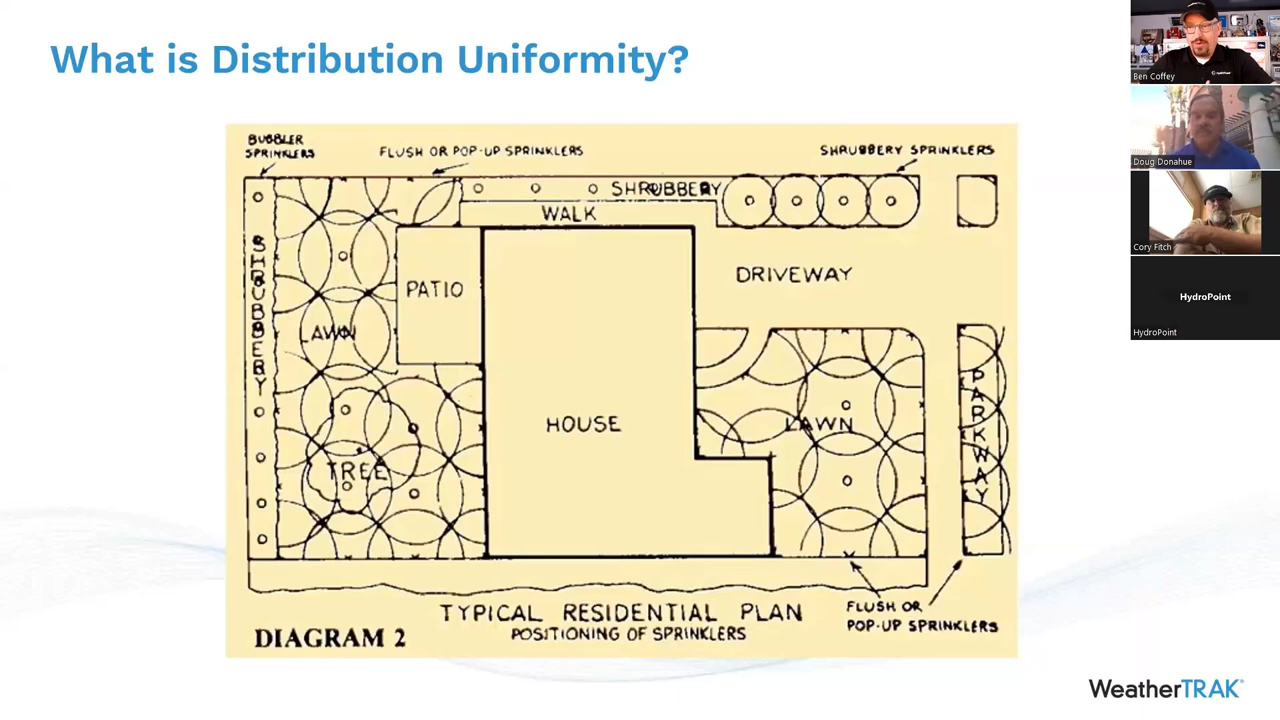 What is Distribution Uniformity?
BUBBLER
SPRINKLERS
FLUSH OR POP-UP SPRINKLERS
SHRUBBERY SPRINKLERS
SHRUBBERY
WALK
SHRUBBERY
PATIO
DRIVEWAY
LAWN
HOUSE
LAWN
PARKWAY
TREE
TYPICAL RESIDENTIAL PLAN
POSITIONING OF SPRINKLERS
FLUSH OR
POP-UP SPRINKLERS
DIAGRAM 2
WeatherTRAK®
Ben Coffey
HydroPoint
Doug Donahue
Cory Fitch
HydroPoint
HydroPoint